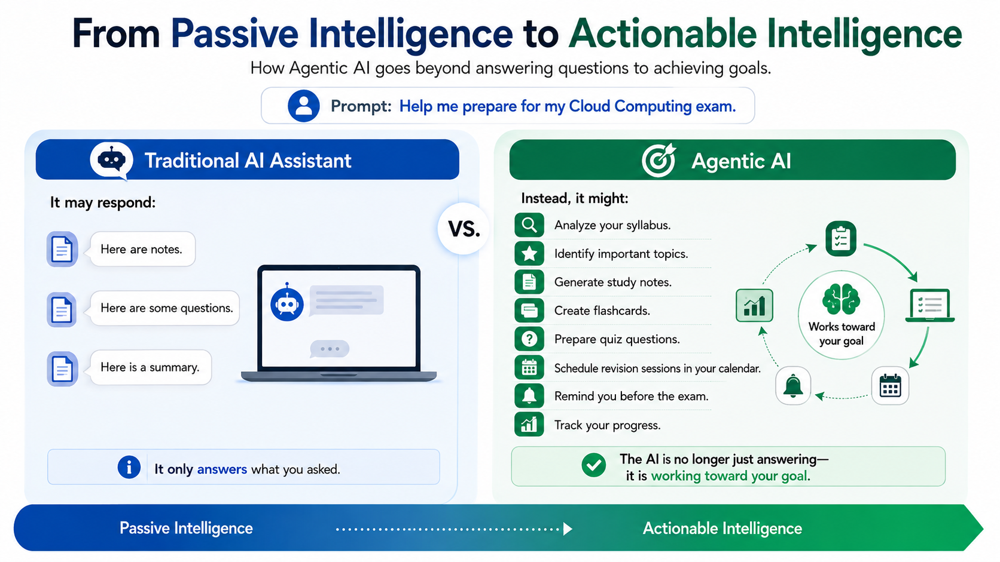 From Passive Intelligence to Actionable Intelligence
How Agentic AI goes beyond answering questions to achieving goals.
Prompt: Help me prepare for my Cloud Computing exam.
Traditional AI Assistant
It may respond:
Here are notes.
Here are some questions.
Here is a summary.
It only answers what you asked.
VS.
Agentic AI
Instead, it might:
Analyze your syllabus.
Identify important topics.
Generate study notes.
Create flashcards.
Prepare quiz questions.
Schedule revision sessions in your calendar.
Remind you before the exam.
Track your progress.
Works toward
your goal
The AI is no longer just answering—
it is working toward your goal.
Passive Intelligence
Actionable Intelligence